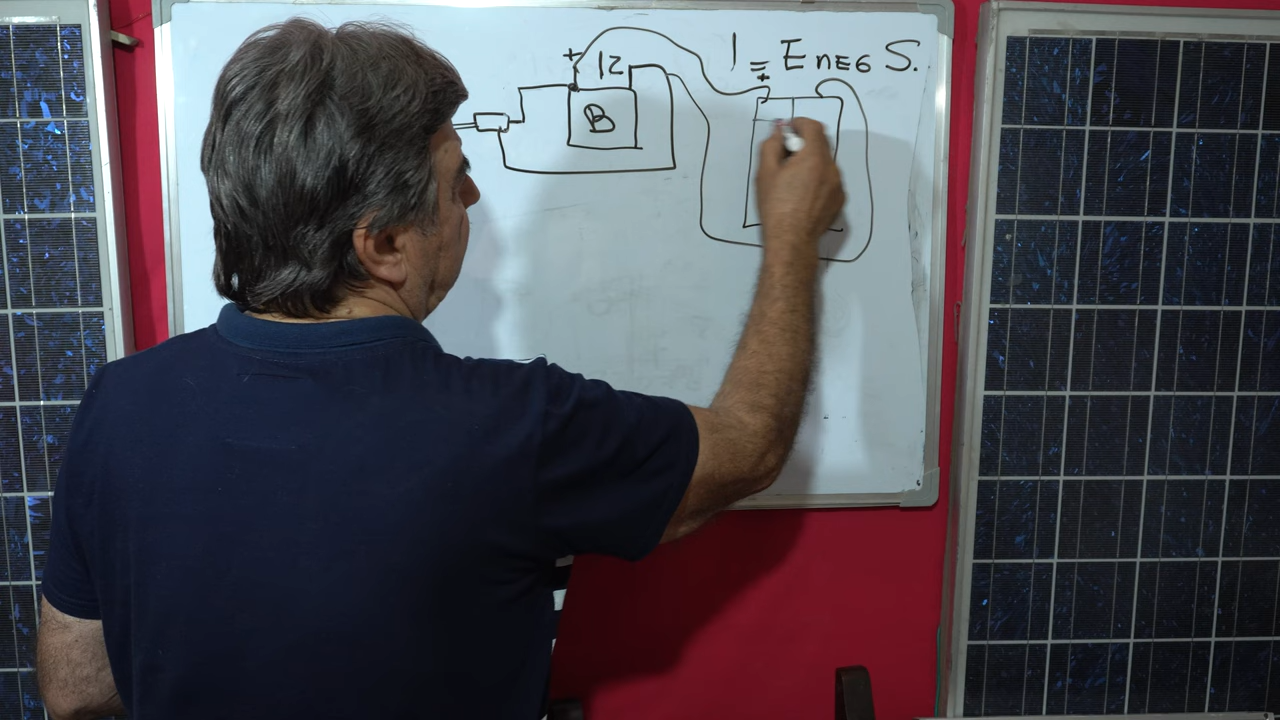 1 = ENEG S.
+ 12
+
B